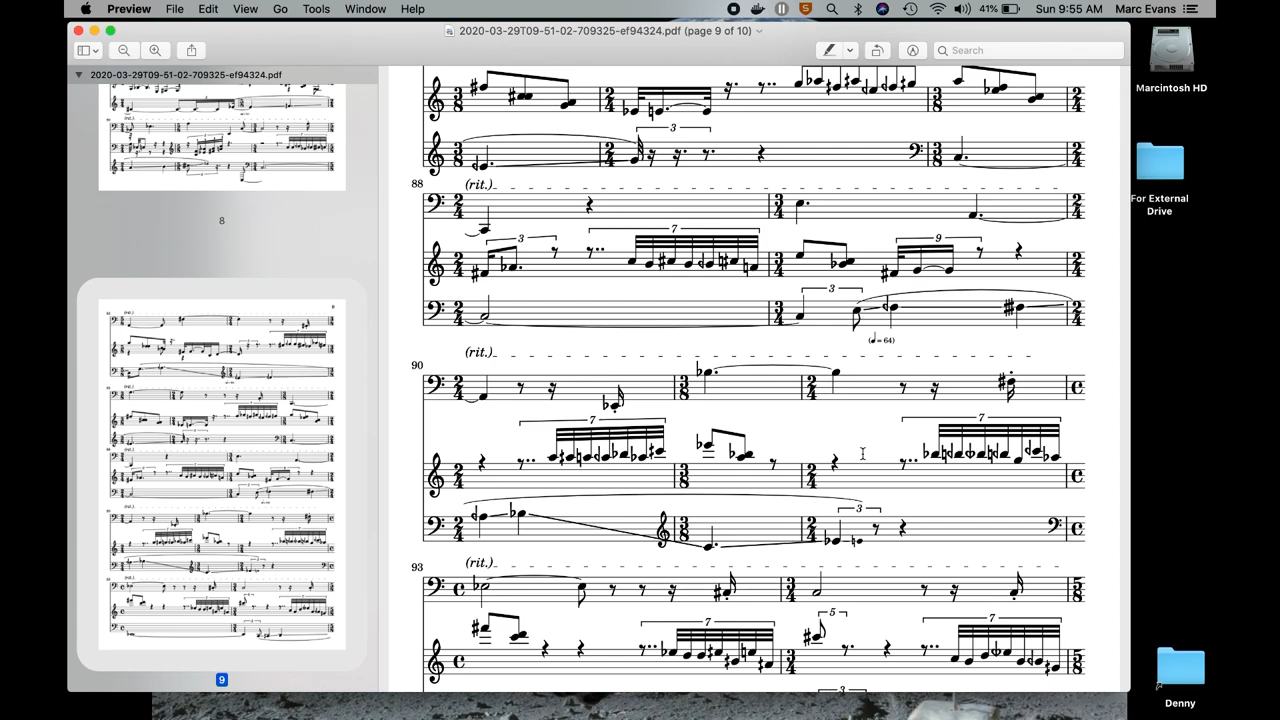 Preview File Edit View Go Tools Window Help 41% Sun 9:55 AM Marc Evans
2020-03-29T09-51-02-709325-ef94324.pdf (page 9 of 10)
Search
2020-03-29T09-51-02-709325-ef94324.pdf
8
9
3
88
(rit.)
3
7
9
3
(♩= 64)
90
(rit.)
7
7
3
93
(rit.)
7
5
7
3
Marcintosh HD
For External
Drive
Denny